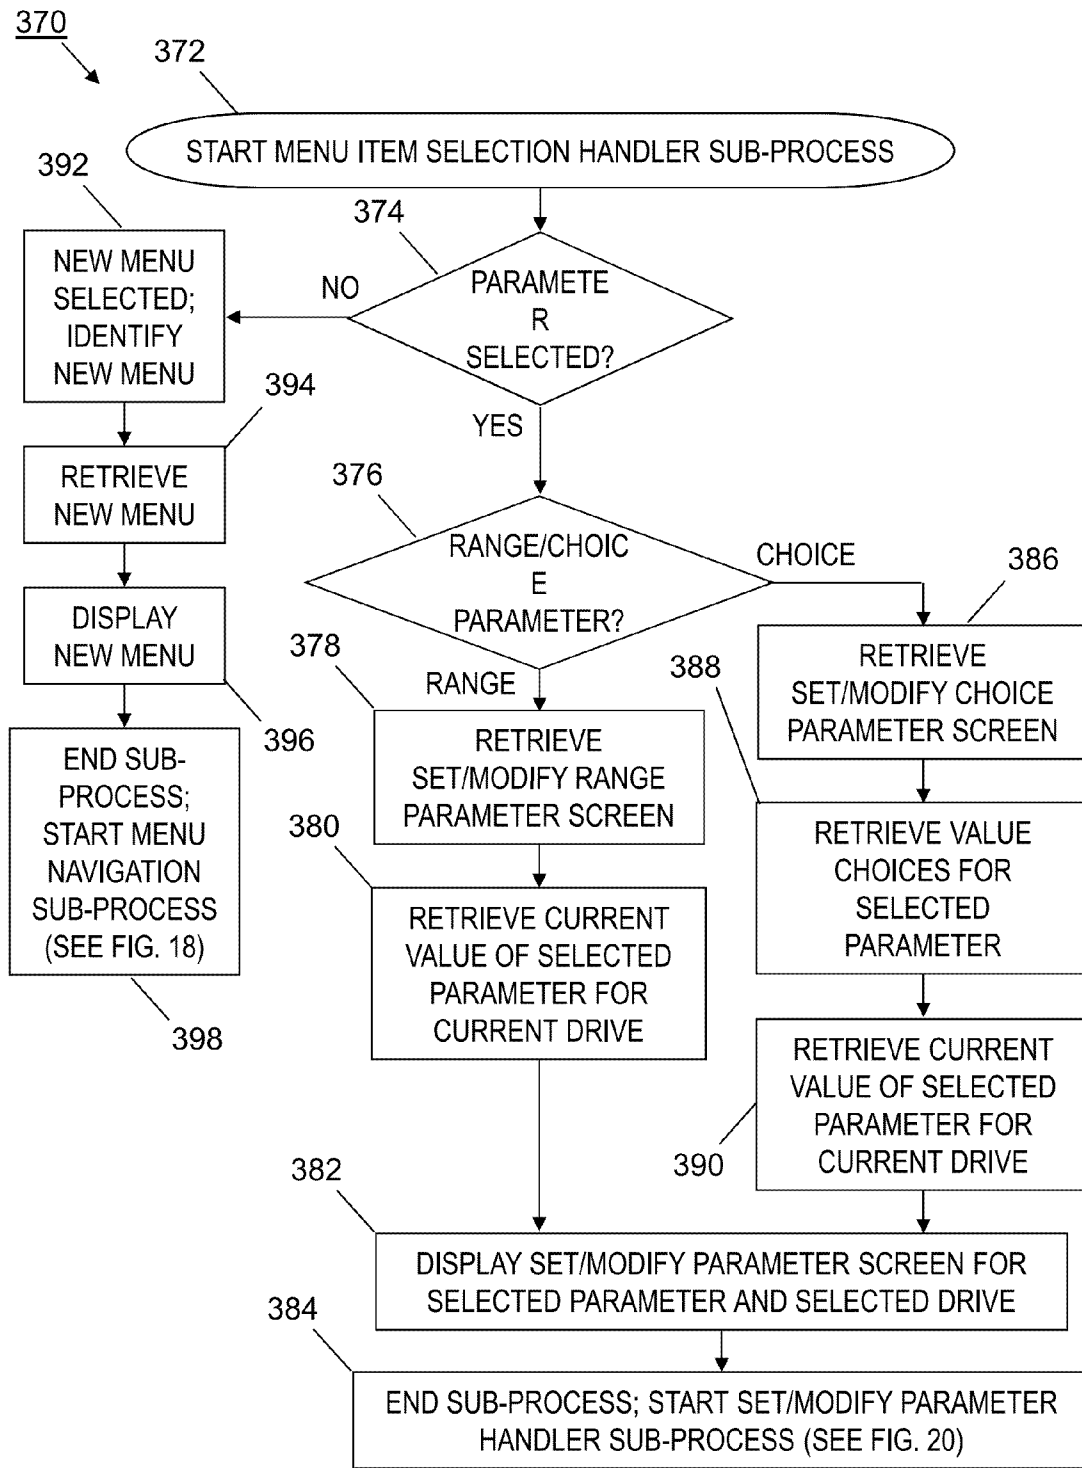 370
372
START MENU ITEM SELECTION HANDLER SUB-PROCESS
392
374
NEW MENU
SELECTED;
IDENTIFY
NEW MENU
NO
PARAMETE
R
SELECTED?
YES
394
RETRIEVE
NEW MENU
376
RANGE/CHOIC
E
PARAMETER?
CHOICE
386
DISPLAY
NEW MENU
396
378
RANGE
388
RETRIEVE
SET/MODIFY CHOICE
PARAMETER SCREEN
RETRIEVE
SET/MODIFY RANGE
PARAMETER SCREEN
END SUB-
PROCESS;
START MENU
NAVIGATION
SUB-PROCESS
(SEE FIG. 18)
398
380
RETRIEVE VALUE
CHOICES FOR
SELECTED
PARAMETER
RETRIEVE CURRENT
VALUE OF SELECTED
PARAMETER FOR
CURRENT DRIVE
RETRIEVE CURRENT
VALUE OF SELECTED
PARAMETER FOR
CURRENT DRIVE
390
382
DISPLAY SET/MODIFY PARAMETER SCREEN FOR
SELECTED PARAMETER AND SELECTED DRIVE
384
END SUB-PROCESS; START SET/MODIFY PARAMETER
HANDLER SUB-PROCESS (SEE FIG. 20)